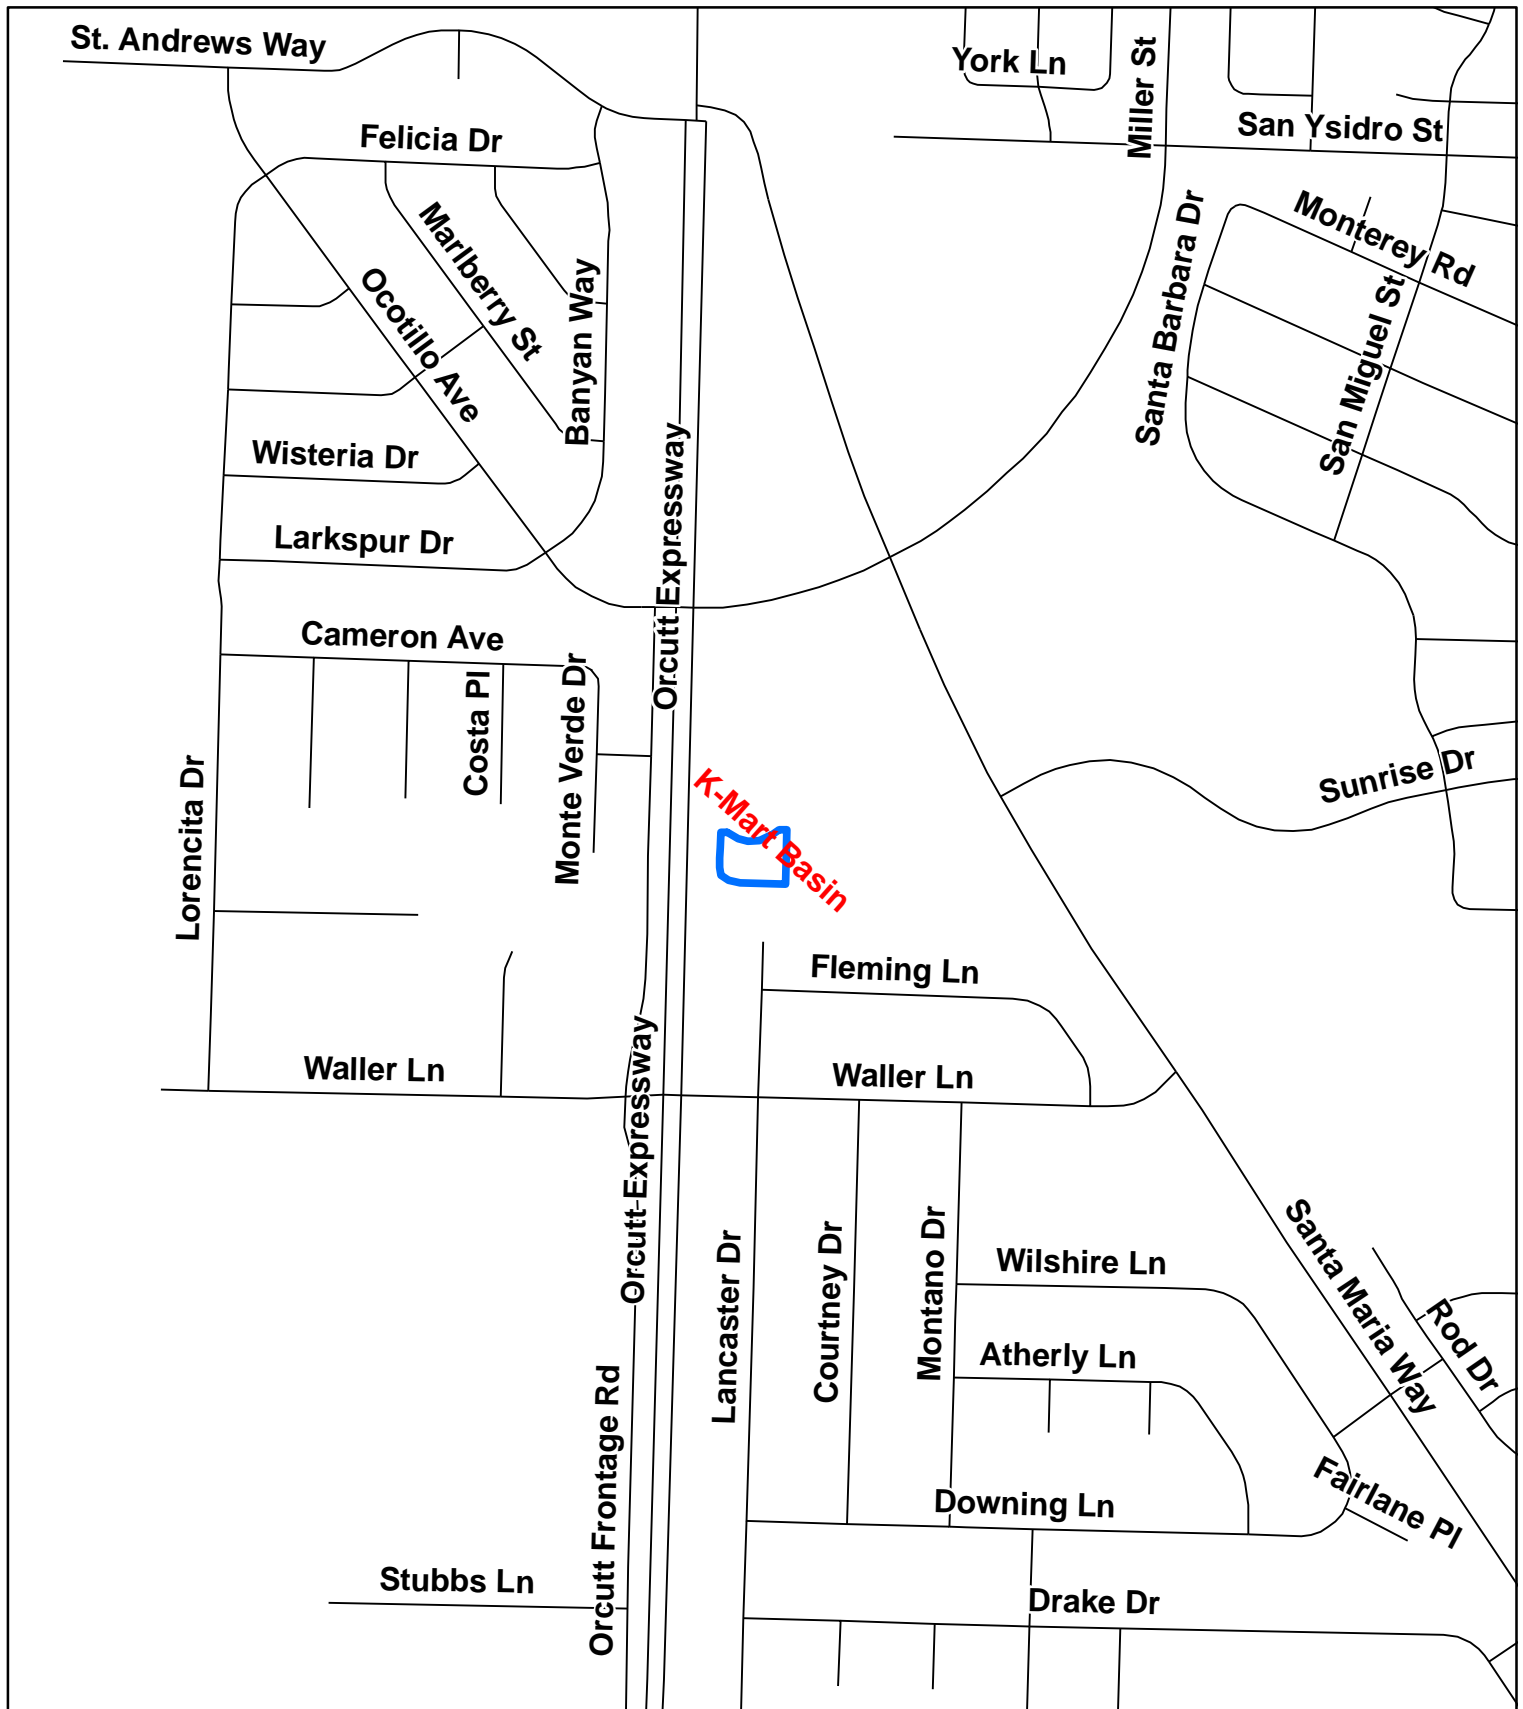 St. Andrews Way
York Ln
Miller St
San Ysidro St
Felicia Dr
Marlberry St
Ocotillo Ave
Banyan Way
Santa Barbara Dr
Monterey Rd
San Miguel St
Wisteria Dr
Larkspur Dr
Orcutt Expressway
Cameron Ave
Costa Pl
Monte Verde Dr
Lorencita Dr
K-Mart Basin
Sunrise Dr
Fleming Ln
Waller Ln
Waller Ln
Orcutt Expressway
Lancaster Dr
Courtney Dr
Montano Dr
Wilshire Ln
Santa Maria Way
Rod Dr
Atherly Ln
Orcutt Frontage Rd
Downing Ln
Fairlane Pl
Stubbs Ln
Drake Dr